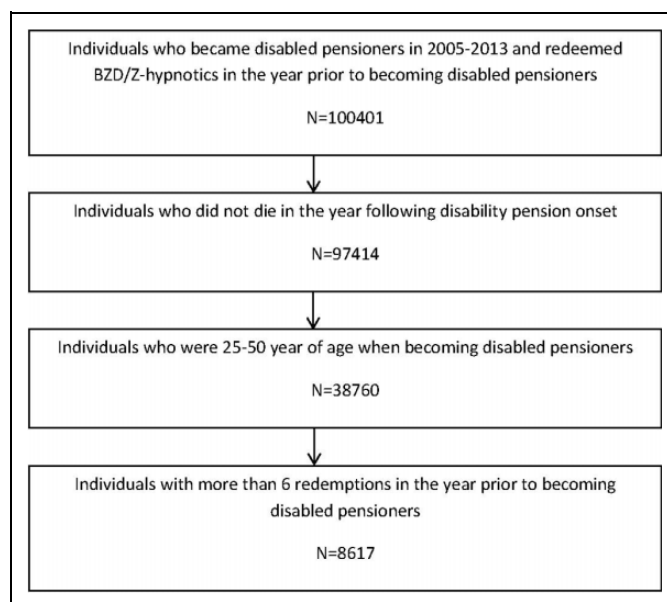 Individuals who became disabled pensioners in 2005-2013 and redeemed
BZD/Z-hypnotics in the year prior to becoming disabled pensioners
N=100401
Individuals who did not die in the year following disability pension onset
N=97414
Individuals who were 25-50 year of age when becoming disabled pensioners
N=38760
Individuals with more than 6 redemptions in the year prior to becoming
disabled pensioners
N=8617